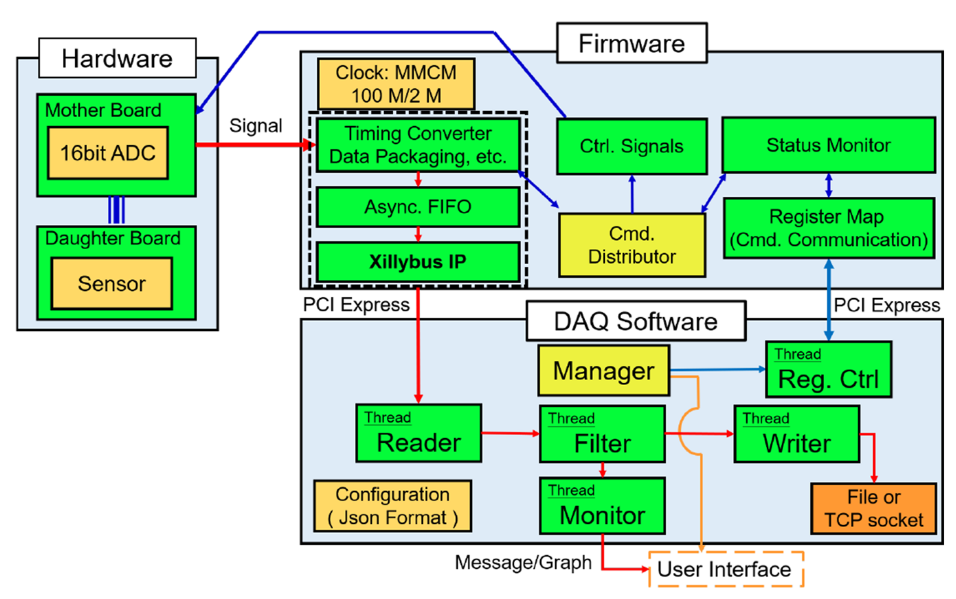 Hardware
Mother Board
16bit ADC
Daughter Board
Sensor
Signal
Firmware
Clock: MMCM
100 M/2 M
Timing Converter
Data Packaging, etc.
Async. FIFO
Xillybus IP
Ctrl. Signals
Status Monitor
Cmd.
Distributor
Register Map
(Cmd. Communication)
PCI Express
PCI Express
DAQ Software
Manager
Thread
Reg. Ctrl
Thread
Reader
Thread
Filter
Thread
Writer
Configuration
( Json Format )
Thread
Monitor
File or
TCP socket
Message/Graph
User Interface